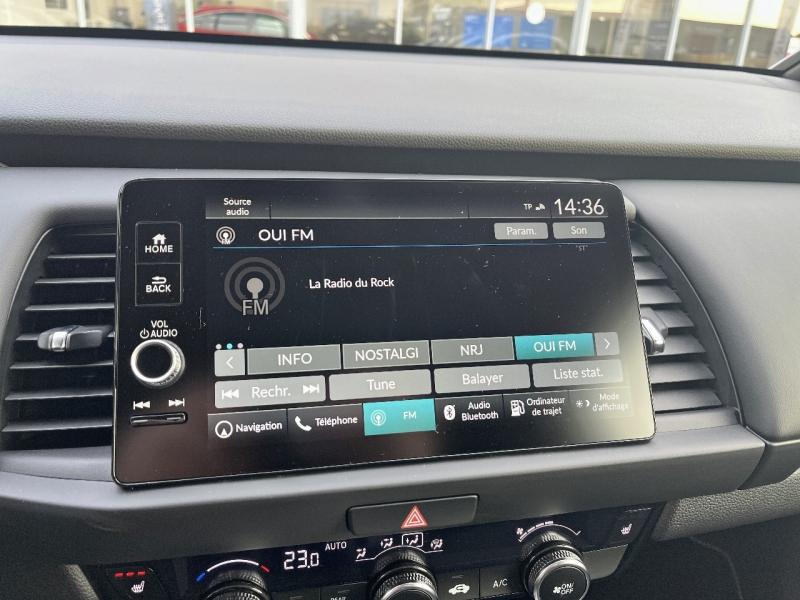 Source
audio
TP
14:36
HOME
OUI FM
Param.
Son
"ST"
BACK
FM
La Radio du Rock
VOL
AUDIO
INFO
NOSTALGI
NRJ
OUI FM
Rechr.
Tune
Balayer
Liste stat.
Navigation
Téléphone
FM
Audio
Bluetooth
Ordinateur
de trajet
Mode
d'affichage
23.0
AUTO
REAR
A/C
ON/
OFF